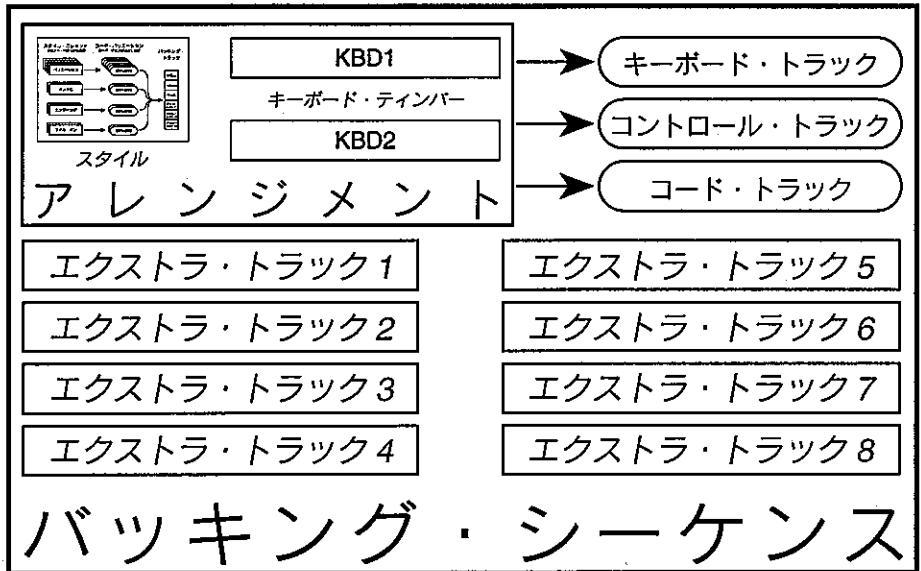 KBD1
キーボード・ティンバー
KBD2
スタイル
アレンジメント
キーボード・トラック
コントロール・トラック
コード・トラック
エクストラ・トラック1
エクストラ・トラック2
エクストラ・トラック3
エクストラ・トラック4
エクストラ・トラック5
エクストラ・トラック6
エクストラ・トラック7
エクストラ・トラック8
バッキング・シーケンス